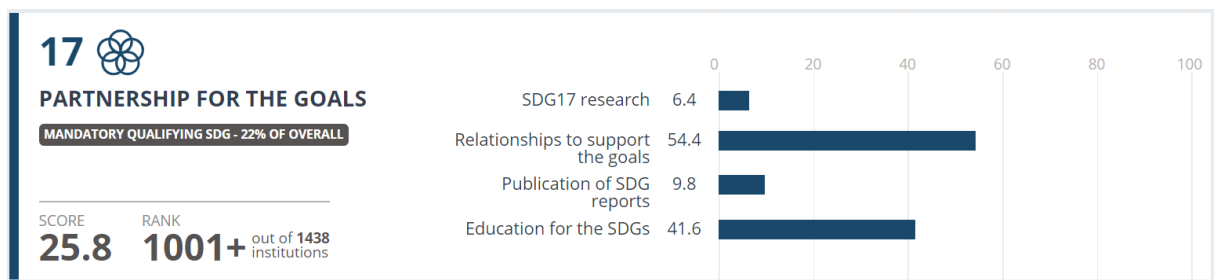 17
PARTNERSHIP FOR THE GOALS
MANDATORY QUALIFYING SDG - 22% OF OVERALL
SCORE
25.8
RANK
1001+ out of 1438
institutions
0 20 40 60 80 100
SDG17 research 6.4
Relationships to support 54.4
the goals
Publication of SDG 9.8
reports
Education for the SDGs 41.6